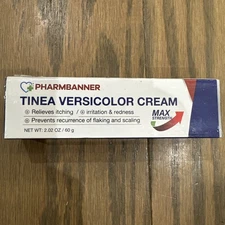 PHARMBANNER
TINEA VERSICOLOR CREAM
Relieves itching / irritation & redness
Prevents recurrence of flaking and scaling
MAX
STRENGTH
NET WT: 2.02 OZ / 60 g